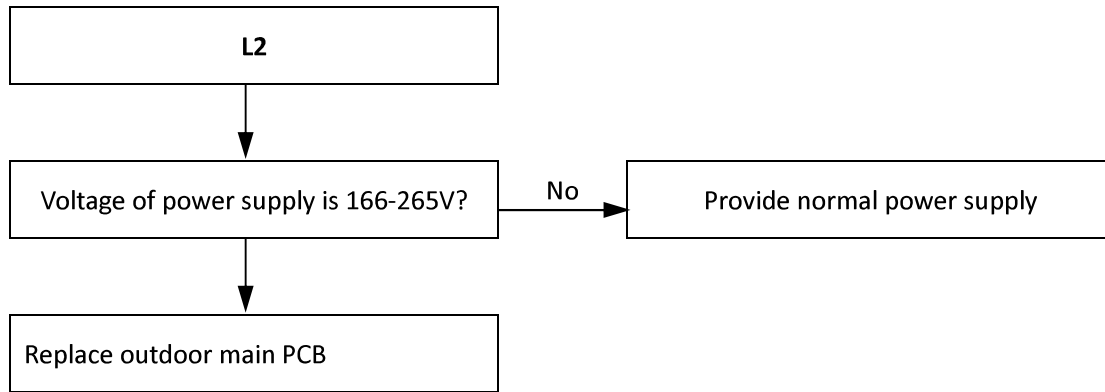 L2
Voltage of power supply is 166-265V?
No
Provide normal power supply
Replace outdoor main PCB